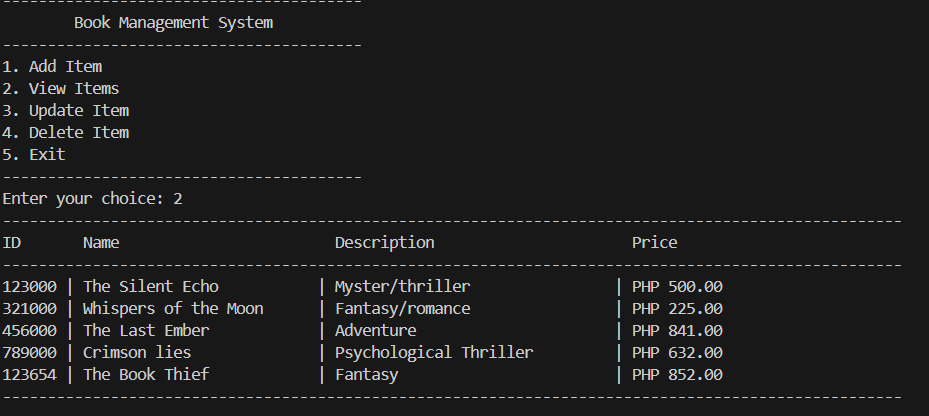 ----------------------------------------
        Book Management System
----------------------------------------
1. Add Item
2. View Items
3. Update Item
4. Delete Item
5. Exit
----------------------------------------
Enter your choice: 2
----------------------------------------------------------------------------------------------------
ID       Name                        Description                      Price
----------------------------------------------------------------------------------------------------
123000 | The Silent Echo           | Myster/thriller                | PHP 500.00
321000 | Whispers of the Moon      | Fantasy/romance                | PHP 225.00
456000 | The Last Ember            | Adventure                      | PHP 841.00
789000 | Crimson lies              | Psychological Thriller         | PHP 632.00
123654 | The Book Thief            | Fantasy                        | PHP 852.00
----------------------------------------------------------------------------------------------------